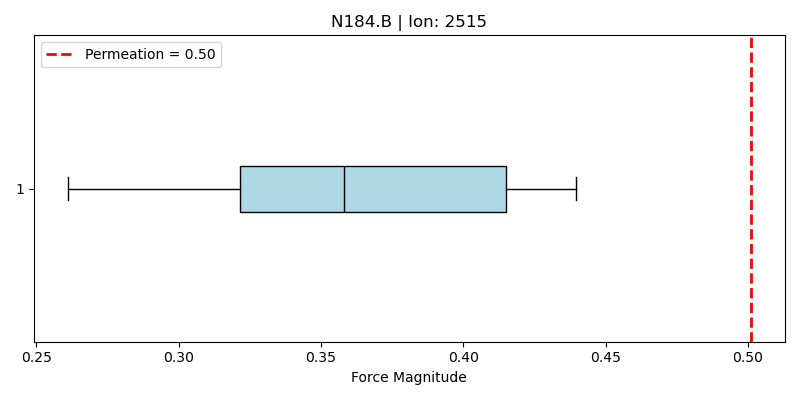 N184.B | Ion: 2515
Permeation = 0.50
1
0.25 0.30 0.35 0.40 0.45 0.50
Force Magnitude